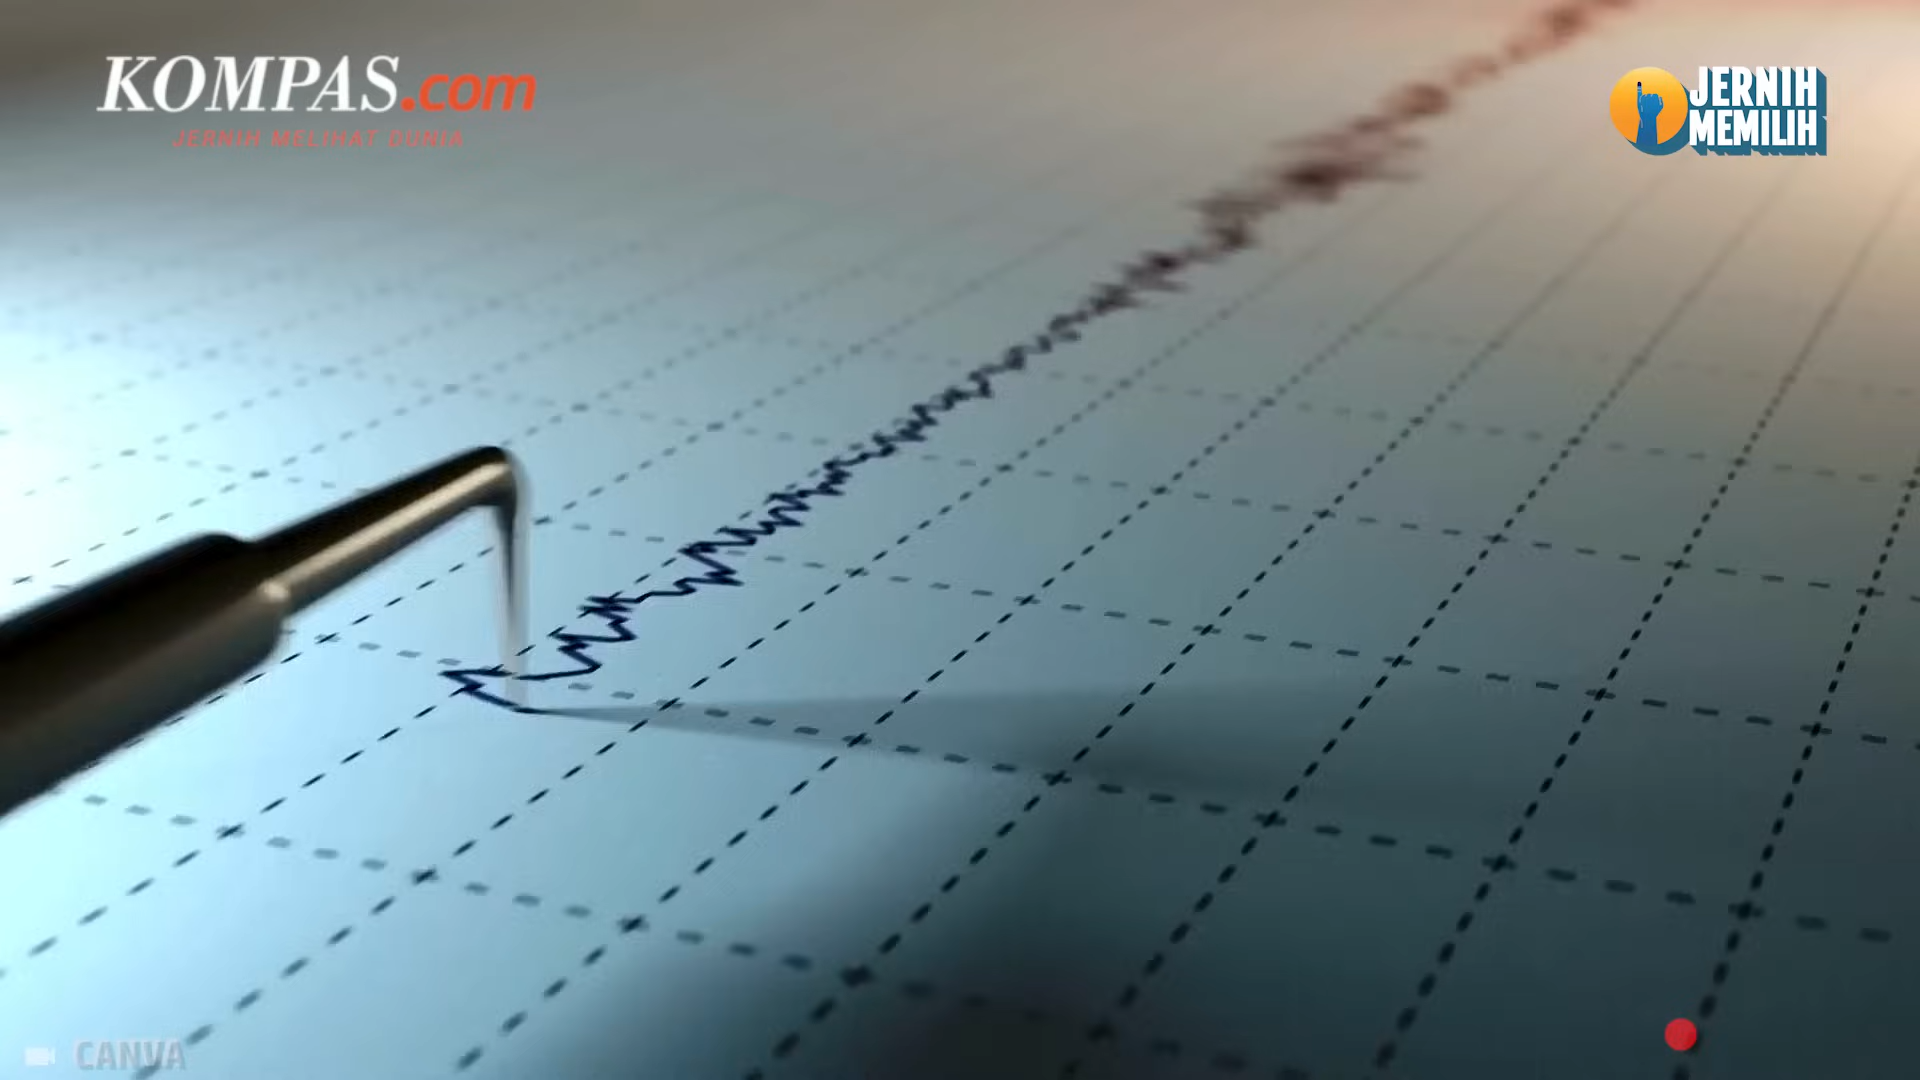 KOMPAS.com
JERNIH MELIHAT DUNIA
JERNIH
MEMILIH
CANVA